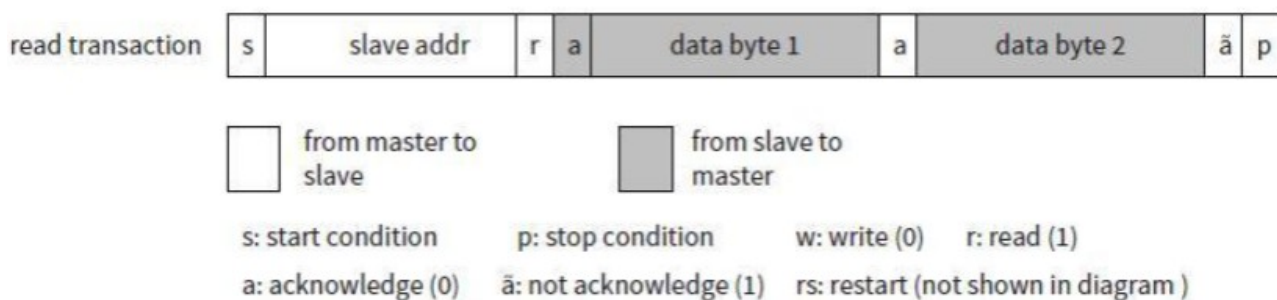 read transaction s slave addr r a data byte 1 a data byte 2 ã p
from master to
slave
from slave to
master
s: start condition p: stop condition w: write (0) r: read (1)
a: acknowledge (0) ã: not acknowledge (1) rs: restart (not shown in diagram )